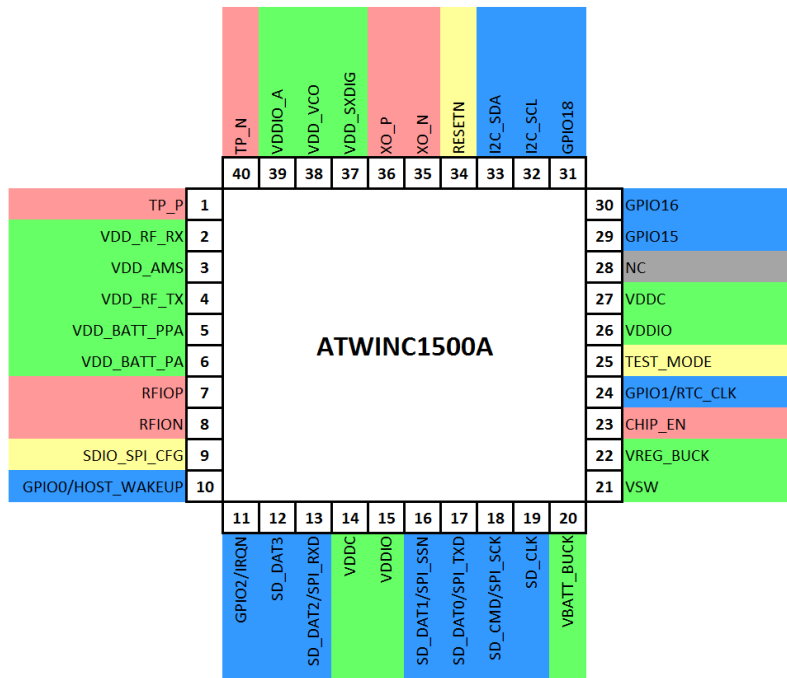 TP_N
VDDIO_A
VDD_VCO
VDD_SXDIG
XO_P
XO_N
RESETN
I2C_SDA
I2C_SCL
GPIO18
40 39 38 37 36 35 34 33 32 31
TP_P 1
VDD_RF_RX 2
VDD_AMS 3
VDD_RF_TX 4
VDD_BATT_PPA 5
VDD_BATT_PA 6
RFIOP 7
RFION 8
SDIO_SPI_CFG 9
GPIO0/HOST_WAKEUP 10
ATWINC1500A
30 GPIO16
29 GPIO15
28 NC
27 VDDC
26 VDDIO
25 TEST_MODE
24 GPIO1/RTC_CLK
23 CHIP_EN
22 VREG_BUCK
21 VSW
11 12 13 14 15 16 17 18 19 20
GPIO2/IRQN
SD_DAT3
SD_DAT2/SPI_RXD
VDDC
VDDIO
SD_DAT1/SPI_SSN
SD_DAT0/SPI_TXD
SD_CMD/SPI_SCK
SD_CLK
VBATT_BUCK